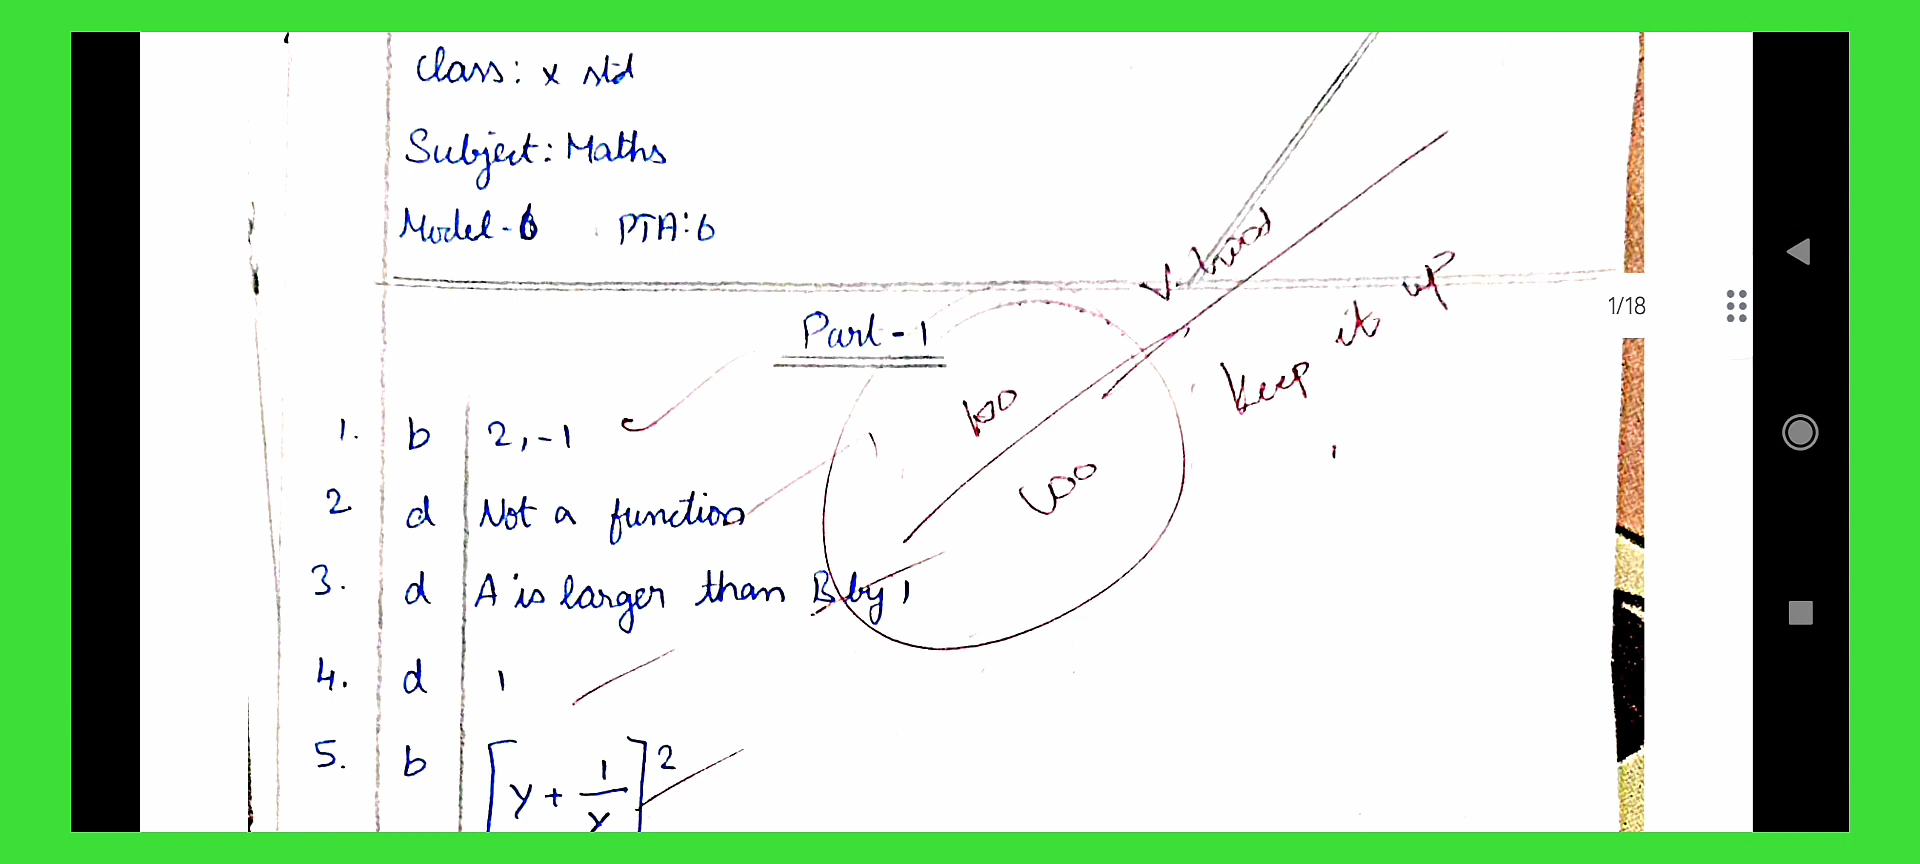 Class: x std
Subject: Maths
Model-6 PTA:6
V. Good
Keep it up
1/18
Part-1
100
100
1. b 2,-1
2 d Not a function
3. d A is larger than B by 1
4. d 1
5. b [y + 1/y]2